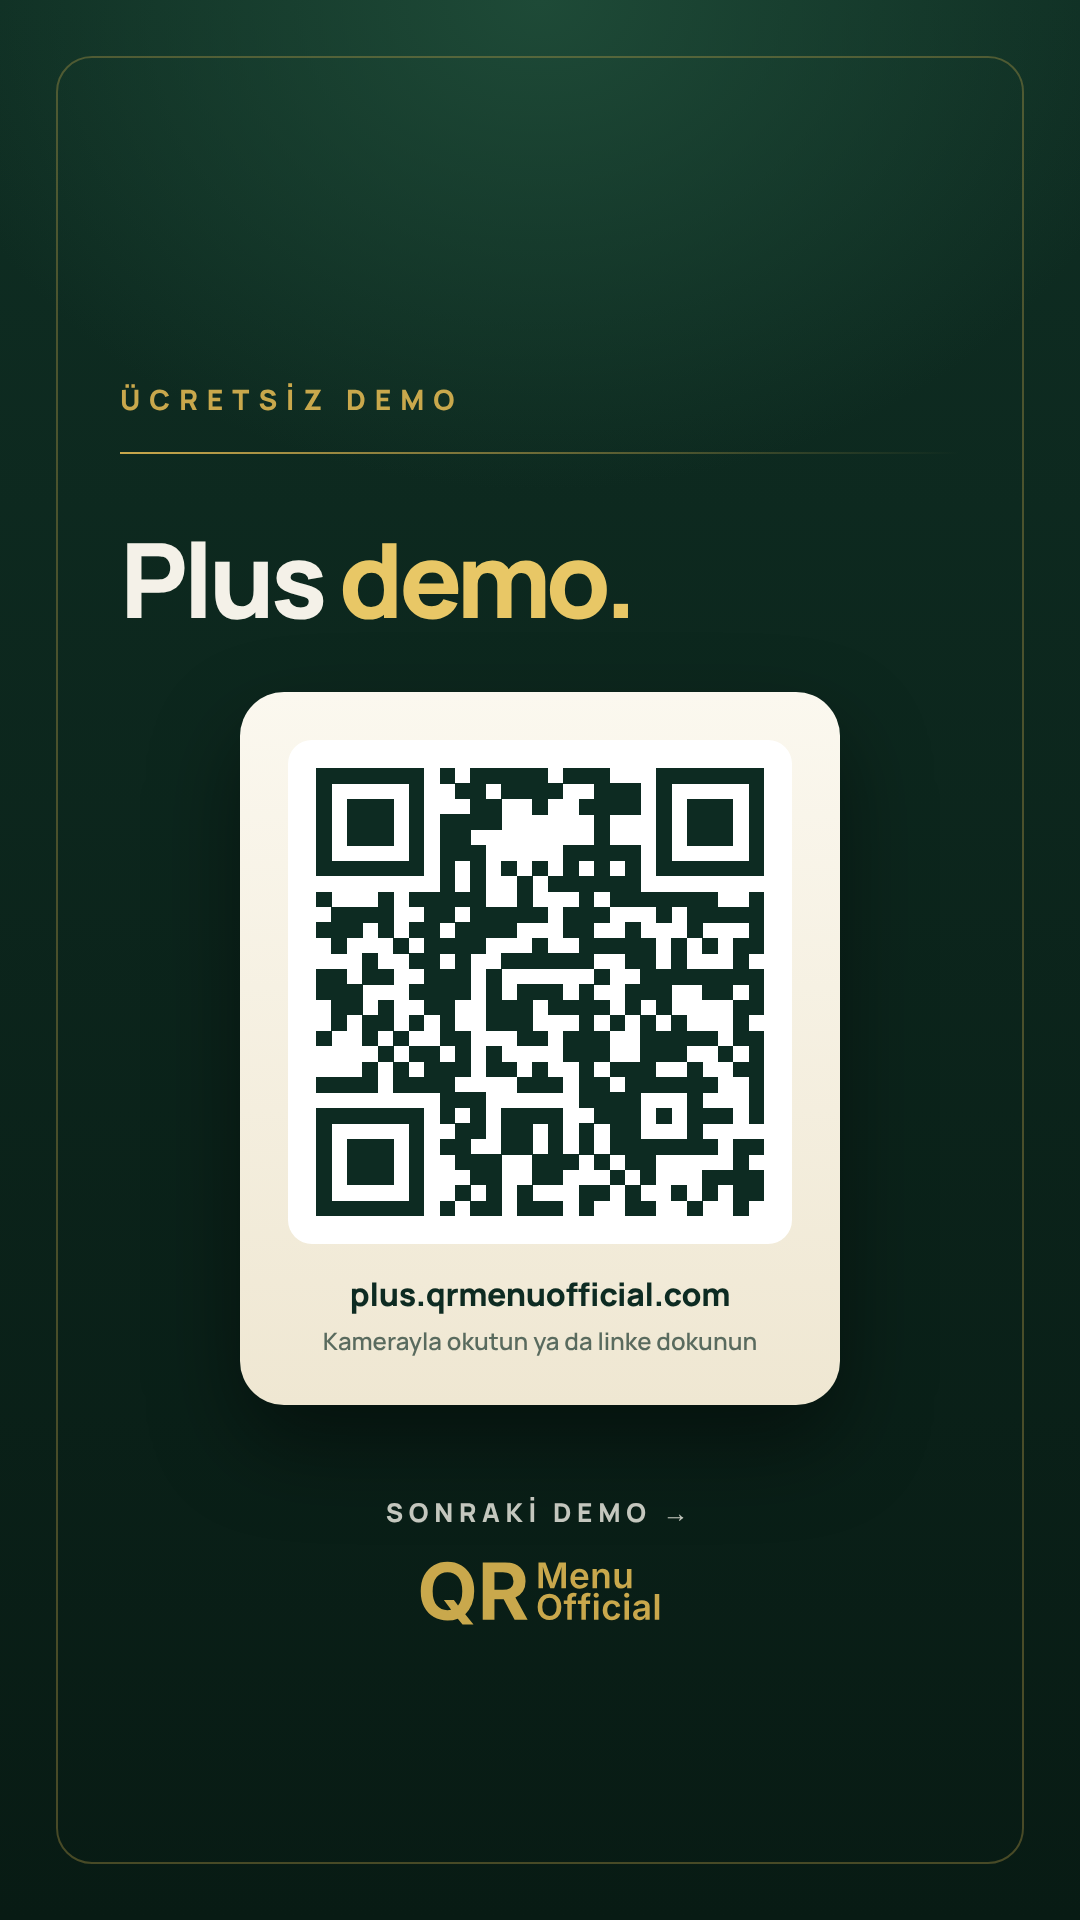 ÜCRETSİZ DEMO
Plus demo.
plus.qrmenuofficial.com
Kamerayla okutun ya da linke dokunun
SONRAKİ DEMO →
QR Menu
Official